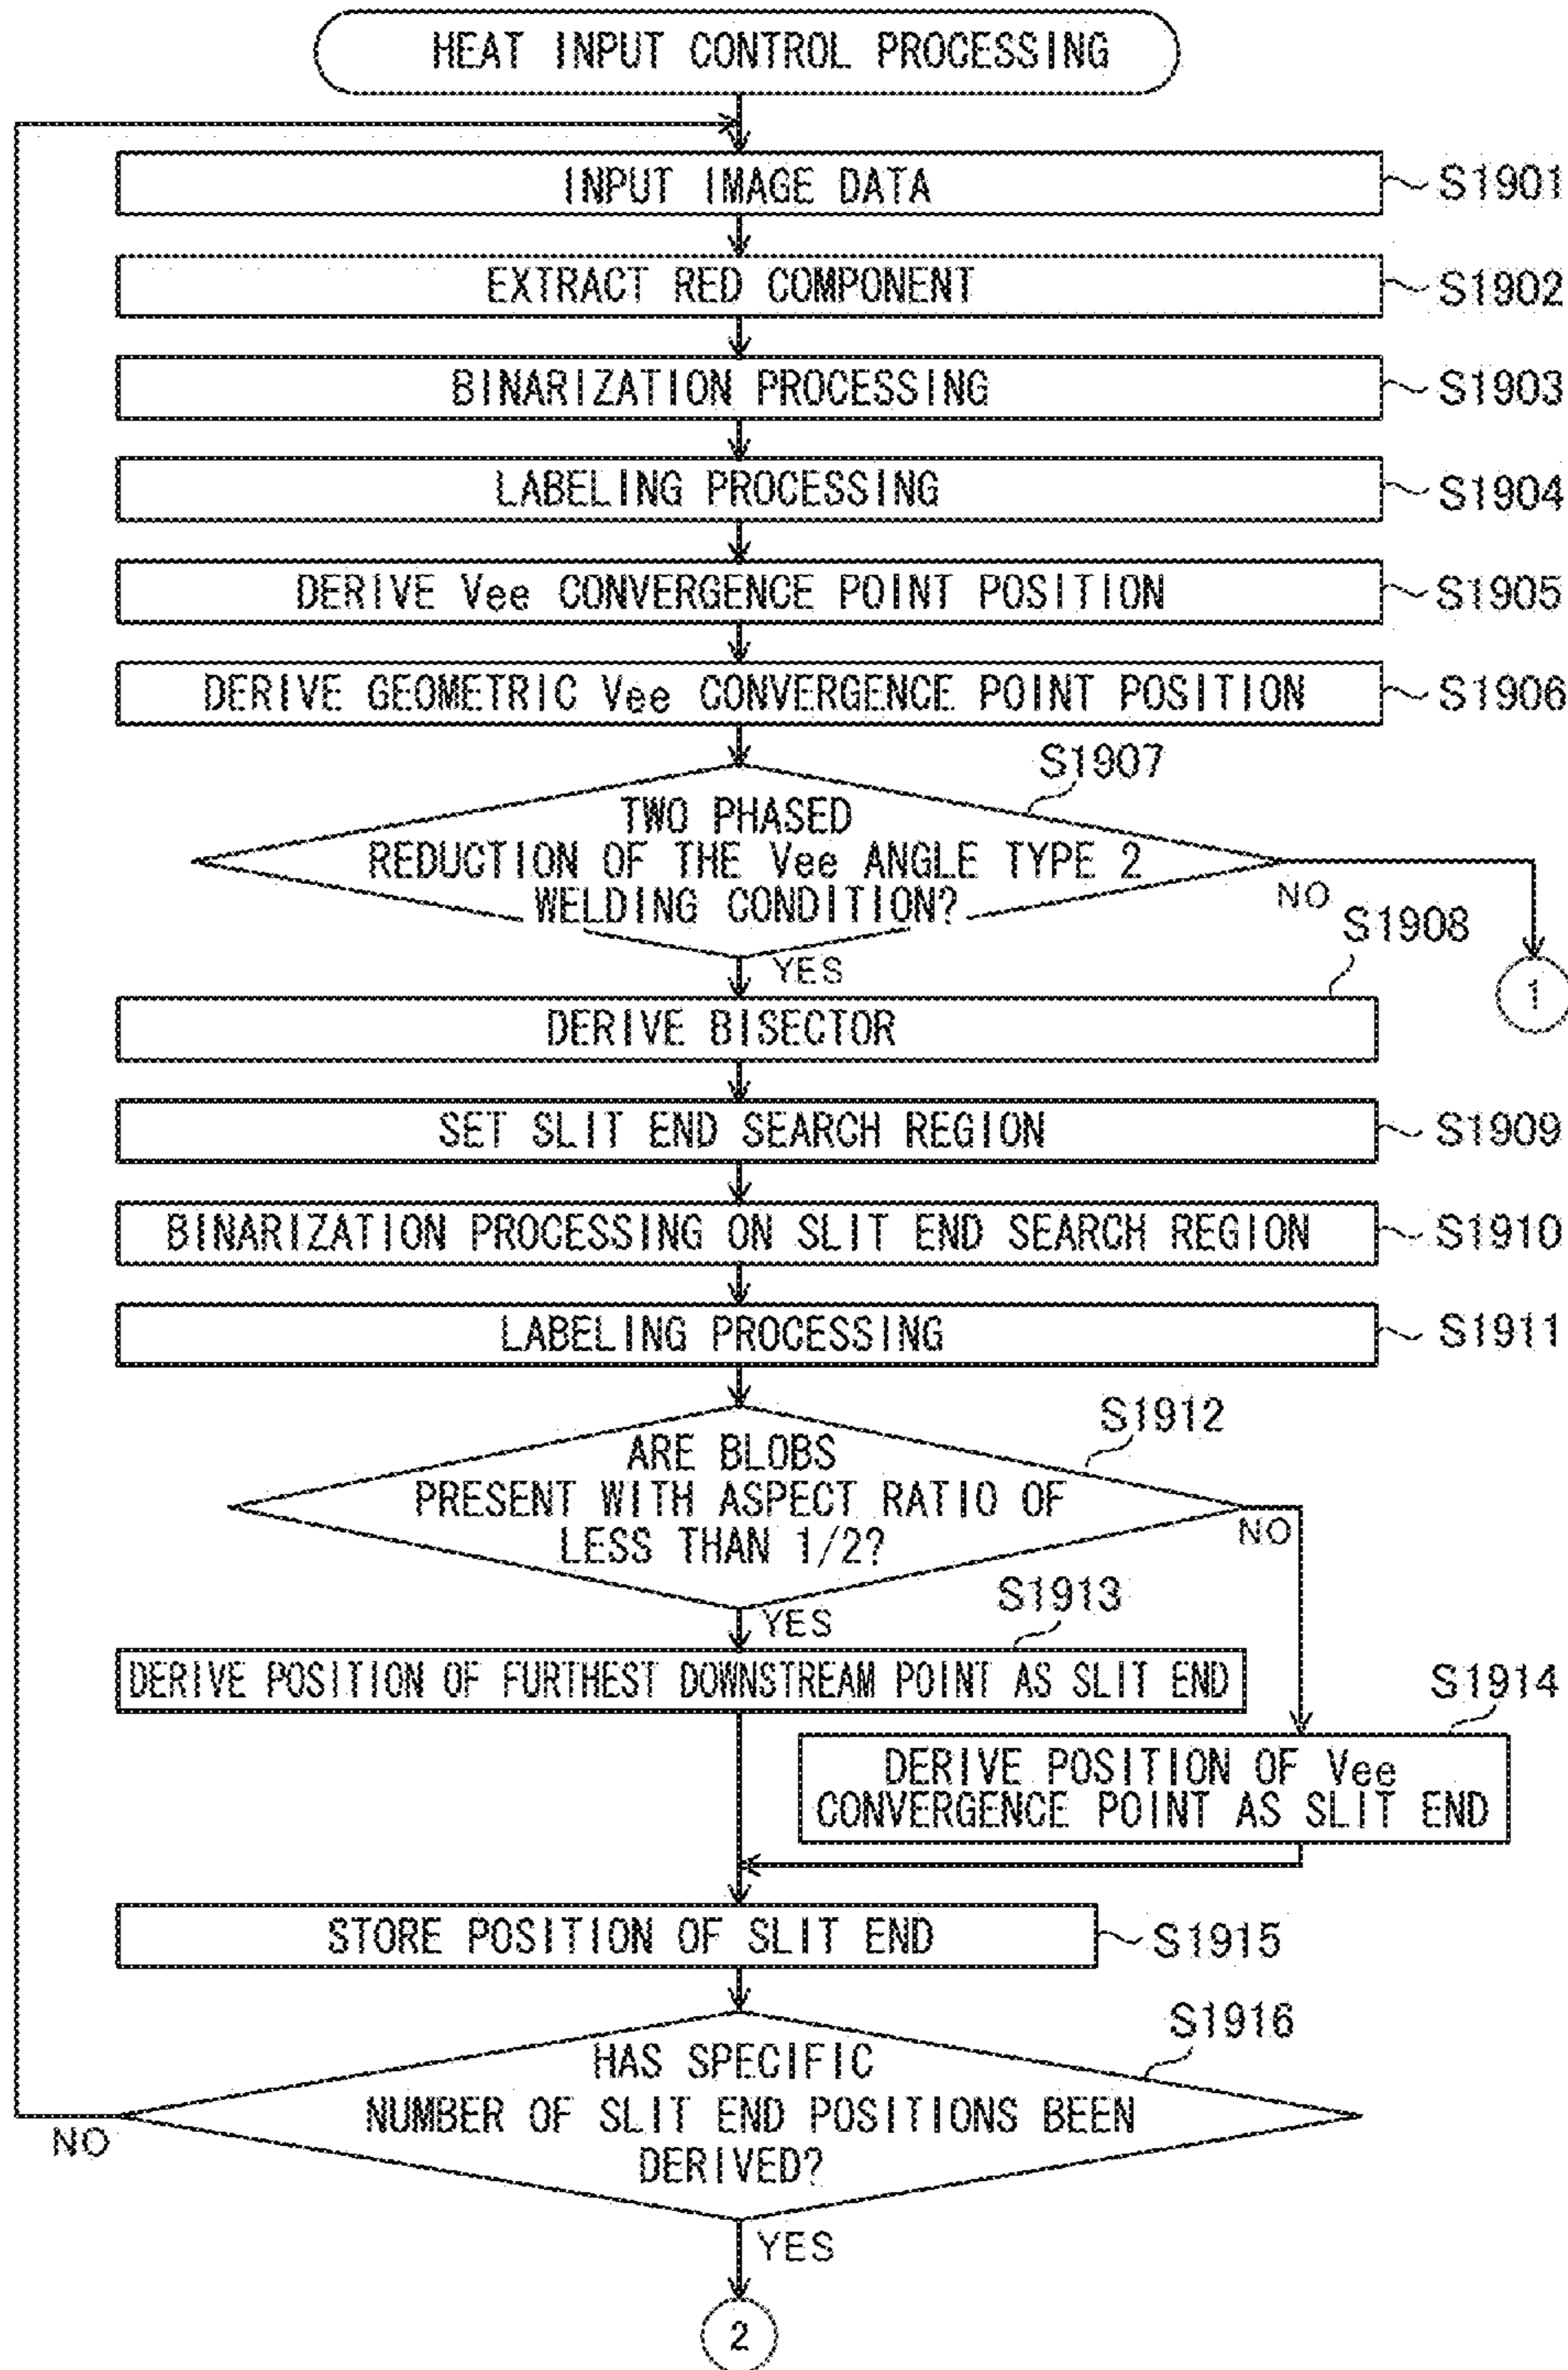 HEAT INPUT CONTROL PROCESSING
INPUT IMAGE DATA
S1901
EXTRACT RED COMPONENT
S1902
BINARIZATION PROCESSING
S1903
LABELING PROCESSING
S1904
DERIVE Vee CONVERGENCE POINT POSITION
S1905
DERIVE GEOMETRIC Vee CONVERGENCE POINT POSITION
S1906
S1907
TWO PHASED
REDUCTION OF THE Vee ANGLE TYPE 2
WELDING CONDITION?
NO
1
YES
S1908
DERIVE BISECTOR
SET SLIT END SEARCH REGION
S1909
BINARIZATION PROCESSING ON SLIT END SEARCH REGION
S1910
LABELING PROCESSING
S1911
S1912
ARE BLOBS
PRESENT WITH ASPECT RATIO OF
LESS THAN 1/2?
NO
YES
S1913
DERIVE POSITION OF FURTHEST DOWNSTREAM POINT AS SLIT END
S1914
DERIVE POSITION OF Vee
CONVERGENCE POINT AS SLIT END
STORE POSITION OF SLIT END
S1915
S1916
HAS SPECIFIC
NUMBER OF SLIT END POSITIONS BEEN
DERIVED?
NO
YES
2